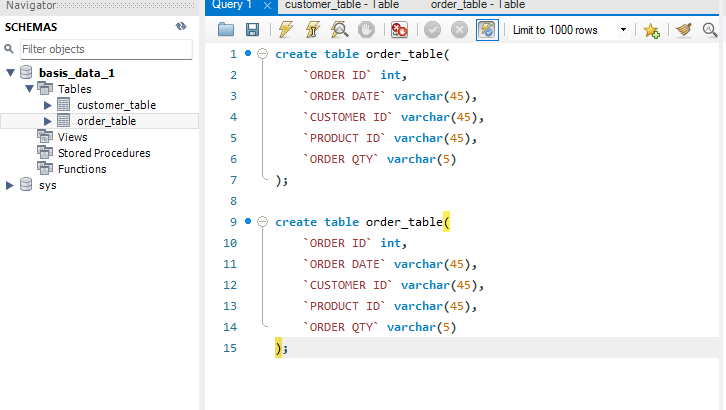 Navigator
SCHEMAS
Filter objects
basis_data_1
Tables
customer_table
order_table
Views
Stored Procedures
Functions
sys
Query 1
customer_table - Table
order_table - Table
Limit to 1000 rows
1 create table order_table(
2 `ORDER ID` int,
3 `ORDER DATE` varchar(45),
4 `CUSTOMER ID` varchar(45),
5 `PRODUCT ID` varchar(45),
6 `ORDER QTY` varchar(5)
7 );
8
9 create table order_table(
10 `ORDER ID` int,
11 `ORDER DATE` varchar(45),
12 `CUSTOMER ID` varchar(45),
13 `PRODUCT ID` varchar(45),
14 `ORDER QTY` varchar(5)
15 );